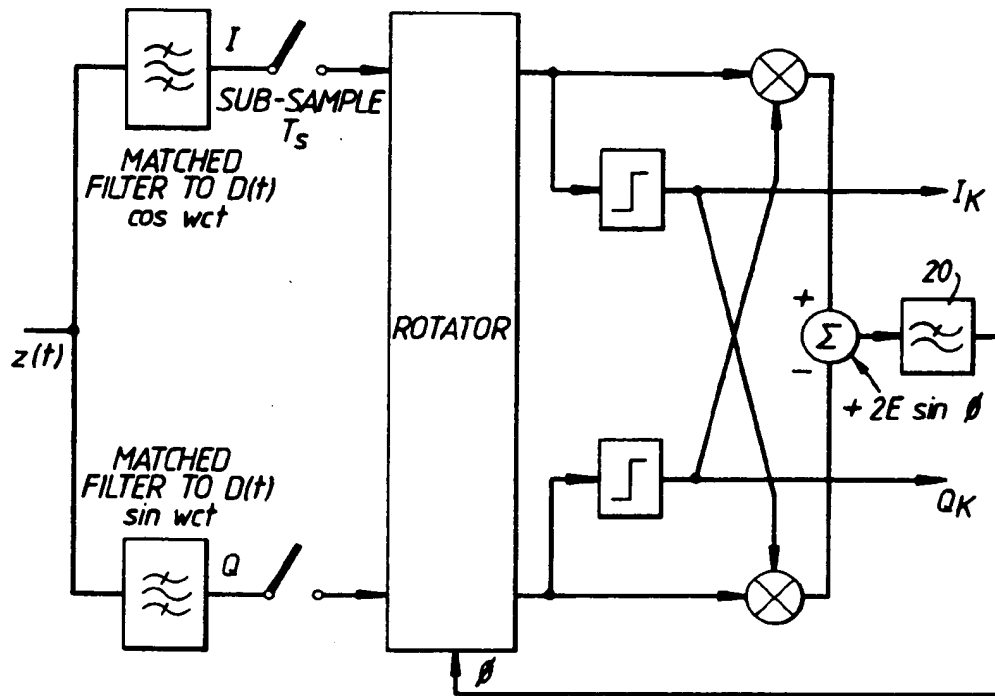 I
SUB-SAMPLE
Ts
MATCHED
FILTER TO D(t)
cos wct
z(t)
ROTATOR
MATCHED
FILTER TO D(t)
sin wct
Q
IK
20
+
Σ
-
+ 2E sin ø
QK
ø